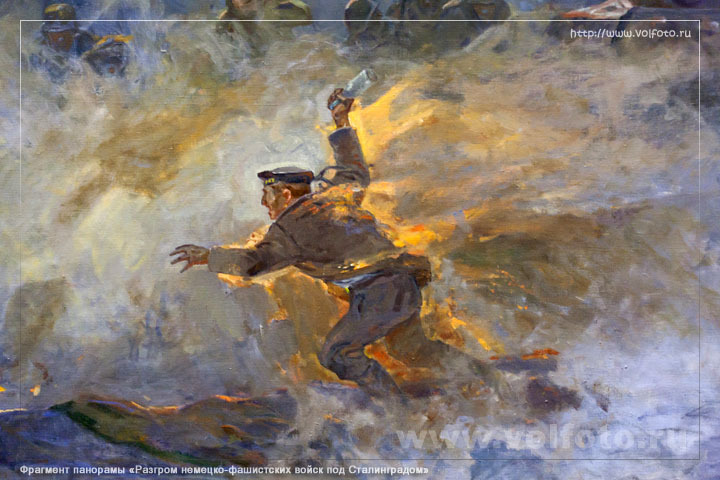 http://www.volfoto.ru
www.volfoto.ru
Фрагмент панорамы «Разгром немецко-фашистских войск под Сталинградом»